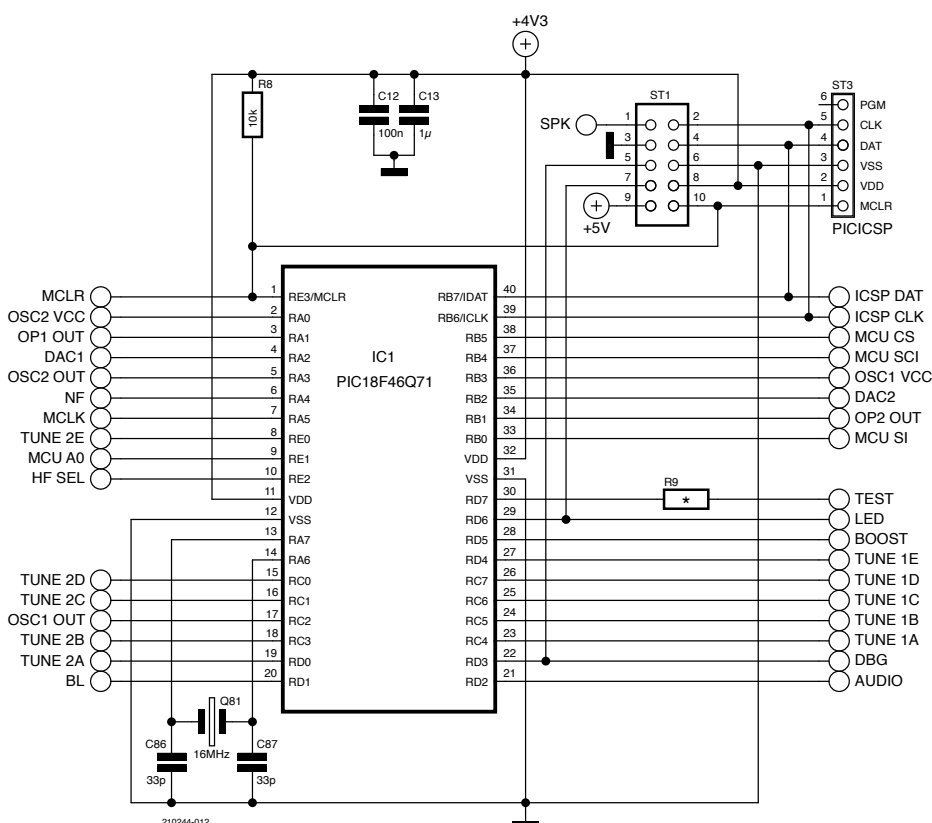 +4V3
R8
10k
C12
100n
C13
1µ
ST1
SPK
1 2
3 4
5 6
7 8
9 10
+5V
ST3
6 PGM
5 CLK
4 DAT
3 VSS
2 VDD
1 MCLR
PICICSP
IC1
PIC18F46Q71
MCLR 1 RE3/MCLR
OSC2 VCC 2 RA0
OP1 OUT 3 RA1
DAC1 4 RA2
OSC2 OUT 5 RA3
NF 6 RA4
MCLK 7 RA5
TUNE 2E 8 RE0
MCU A0 9 RE1
HF SEL 10 RE2
11 VDD
12 VSS
13 RA7
14 RA6
TUNE 2D 15 RC0
TUNE 2C 16 RC1
OSC1 OUT 17 RC2
TUNE 2B 18 RC3
TUNE 2A 19 RD0
BL 20 RD1
RB7/IDAT 40 ICSP DAT
RB6/ICLK 39 ICSP CLK
RB5 38 MCU CS
RB4 37 MCU SCI
RB3 36 OSC1 VCC
RB2 35 DAC2
RB1 34 OP2 OUT
RB0 33 MCU SI
VDD 32
VSS 31
R9
*
RD7 30 TEST
RD6 29 LED
RD5 28 BOOST
RD4 27 TUNE 1E
RC7 26 TUNE 1D
RC6 25 TUNE 1C
RC5 24 TUNE 1B
RC4 23 TUNE 1A
RD3 22 DBG
RD2 21 AUDIO
Q81
16MHz
C86
33p
C87
33p
210244-012